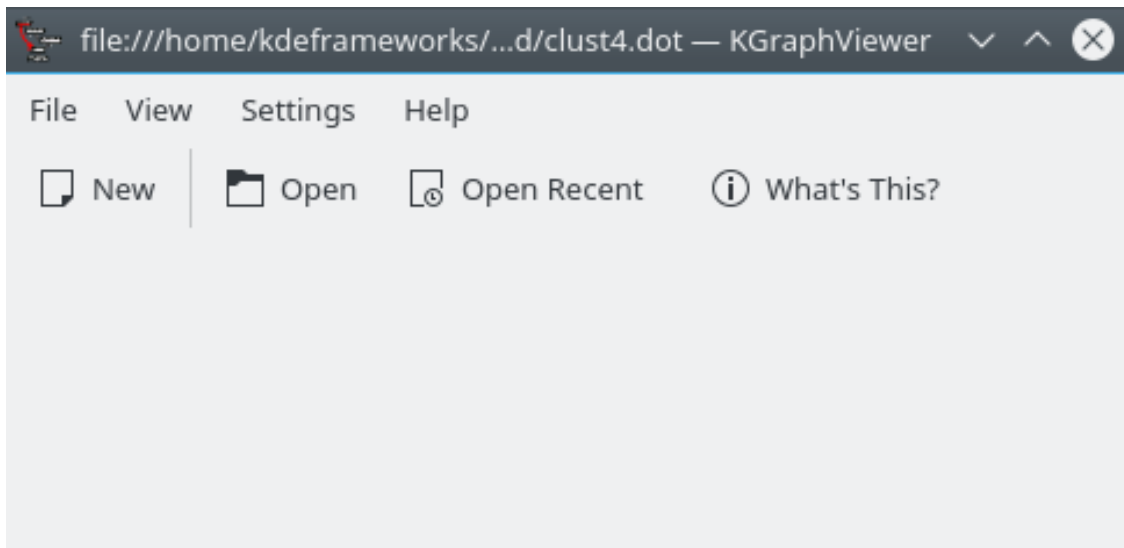 file:///home/kdeframeworks/...d/clust4.dot — KGraphViewer
File View Settings Help
New Open Open Recent What's This?